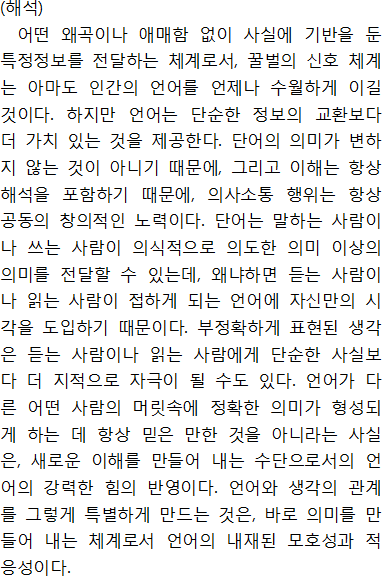 (해석)
어떤 왜곡이나 애매함 없이 사실에 기반을 둔
특정정보를 전달하는 체계로서, 꿀벌의 신호 체계
는 아마도 인간의 언어를 언제나 수월하게 이길
것이다. 하지만 언어는 단순한 정보의 교환보다
더 가치 있는 것을 제공한다. 단어의 의미가 변하
지 않는 것이 아니기 때문에, 그리고 이해는 항상
해석을 포함하기 때문에, 의사소통 행위는 항상
공동의 창의적인 노력이다. 단어는 말하는 사람이
나 쓰는 사람이 의식적으로 의도한 의미 이상의
의미를 전달할 수 있는데, 왜냐하면 듣는 사람이
나 읽는 사람이 접하게 되는 언어에 자신만의 시
각을 도입하기 때문이다. 부정확하게 표현된 생각
은 듣는 사람이나 읽는 사람에게 단순한 사실보
다 더 지적으로 자극이 될 수도 있다. 언어가 다
른 어떤 사람의 머릿속에 정확한 의미가 형성되
게 하는 데 항상 믿은 만한 것을 아니라는 사실
은, 새로운 이해를 만들어 내는 수단으로서의 언
어의 강력한 힘의 반영이다. 언어와 생각의 관계
를 그렇게 특별하게 만드는 것은, 바로 의미를 만
들어 내는 체계로서 언어의 내재된 모호성과 적
응성이다.